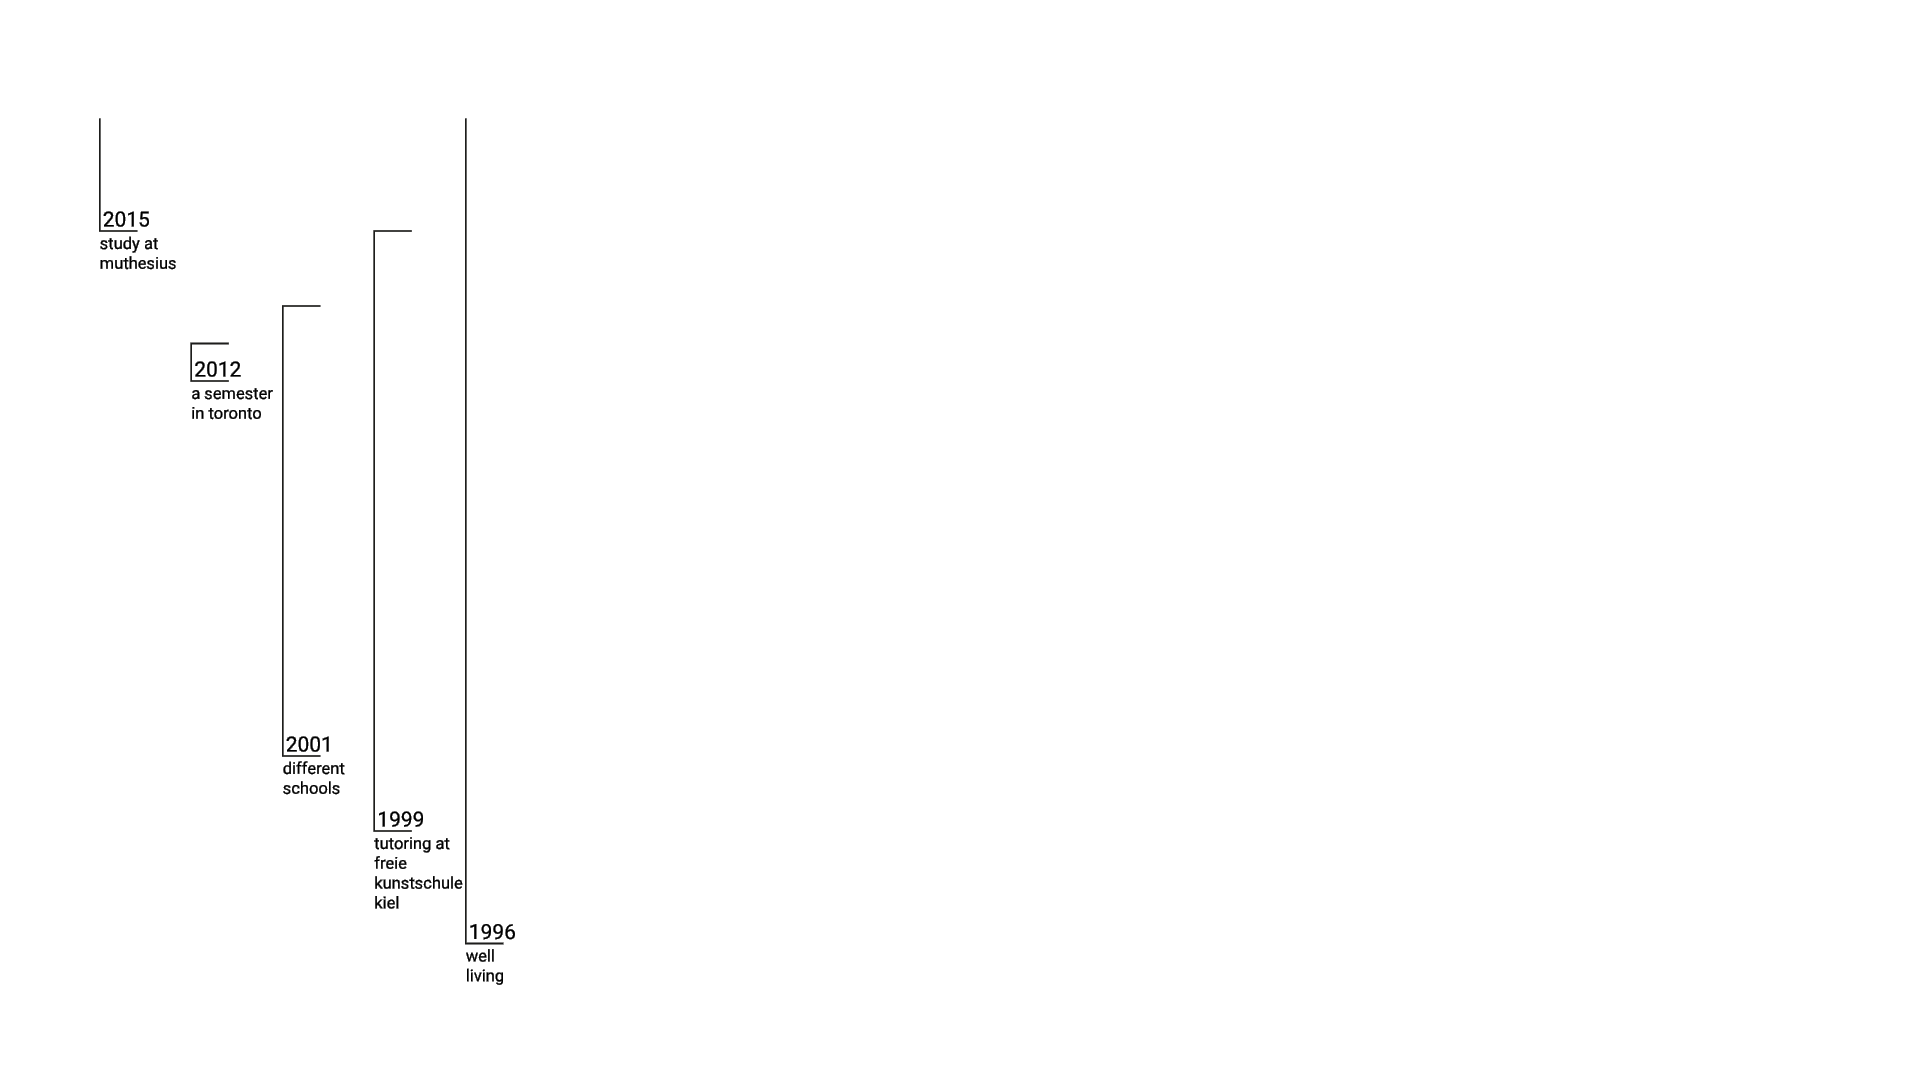 2015
study at
muthesius
2012
a semester
in toronto
2001
different
schools
1999
tutoring at
freie
kunstschule
kiel
1996
well
living